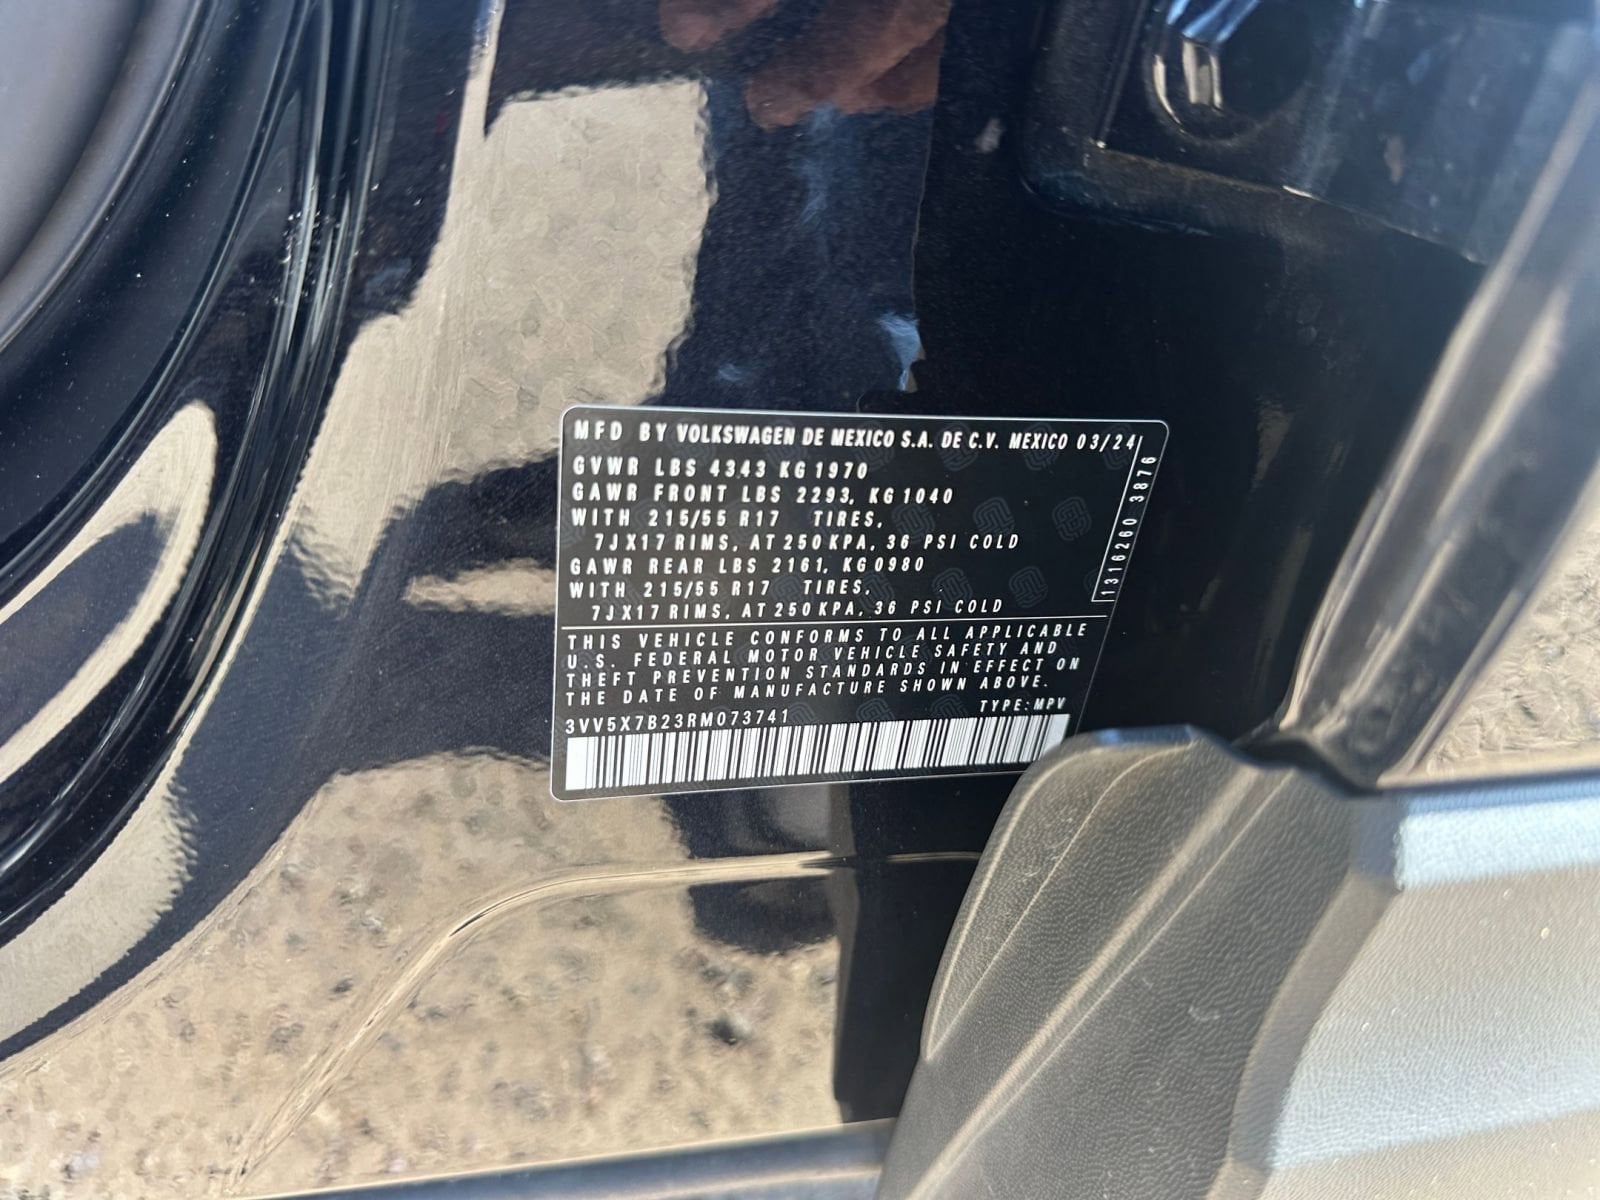 MFD BY VOLKSWAGEN DE MEXICO S.A. DE C.V. MEXICO 03/24
GVWR LBS 4343 KG 1970
GAWR FRONT LBS 2293, KG 1040
WITH 215/55 R17 TIRES,
7JX17 RIMS, AT 250 KPA, 36 PSI COLD
GAWR REAR LBS 2161, KG 0980
WITH 215/55 R17 TIRES,
7JX17 RIMS, AT 250 KPA, 36 PSI COLD
1316260 3876
THIS VEHICLE CONFORMS TO ALL APPLICABLE
U.S. FEDERAL MOTOR VEHICLE SAFETY AND
THEFT PREVENTION STANDARDS IN EFFECT ON
THE DATE OF MANUFACTURE SHOWN ABOVE.
TYPE: MPV
3VV5X7B23RM073741